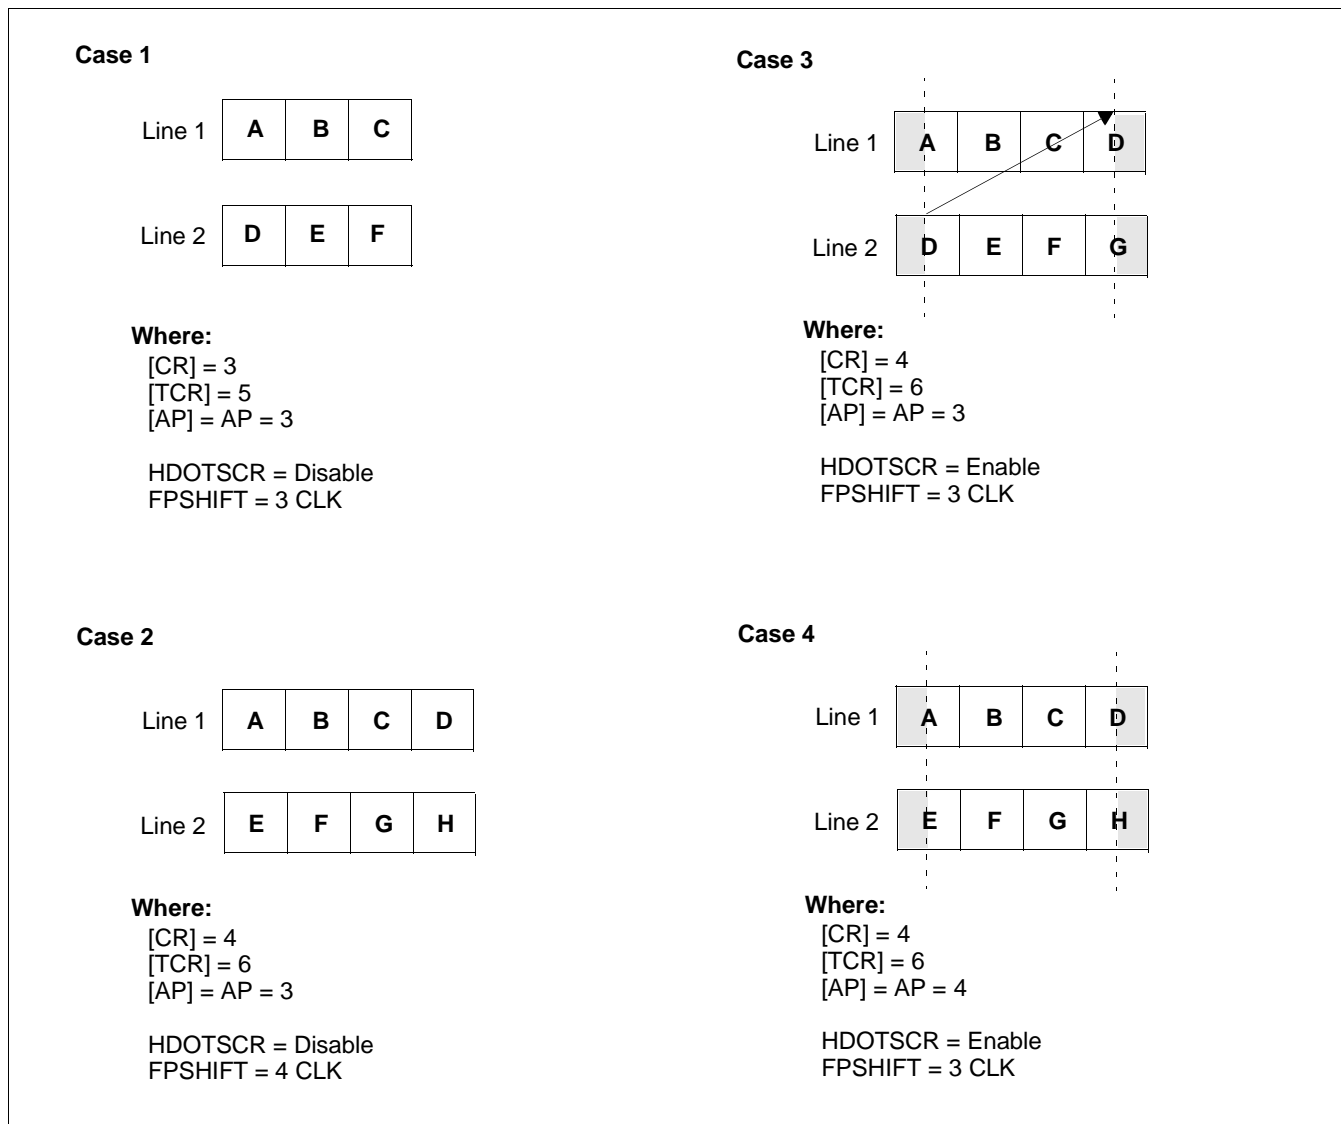 Case 1
Line 1 A B C
Line 2 D E F
Where:
[CR] = 3
[TCR] = 5
[AP] = AP = 3
HDOTSCR = Disable
FPSHIFT = 3 CLK
Case 3
Line 1 A B C D
Line 2 D E F G
Where:
[CR] = 4
[TCR] = 6
[AP] = AP = 3
HDOTSCR = Enable
FPSHIFT = 3 CLK
Case 2
Line 1 A B C D
Line 2 E F G H
Where:
[CR] = 4
[TCR] = 6
[AP] = AP = 3
HDOTSCR = Disable
FPSHIFT = 4 CLK
Case 4
Line 1 A B C D
Line 2 E F G H
Where:
[CR] = 4
[TCR] = 6
[AP] = AP = 4
HDOTSCR = Enable
FPSHIFT = 3 CLK